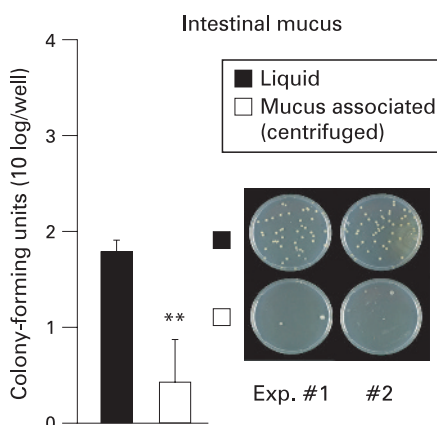 Intestinal mucus
Colony-forming units (10 log/well)
4
3
2
1
0
Liquid
Mucus associated
(centrifuged)
**
Exp. #1 #2